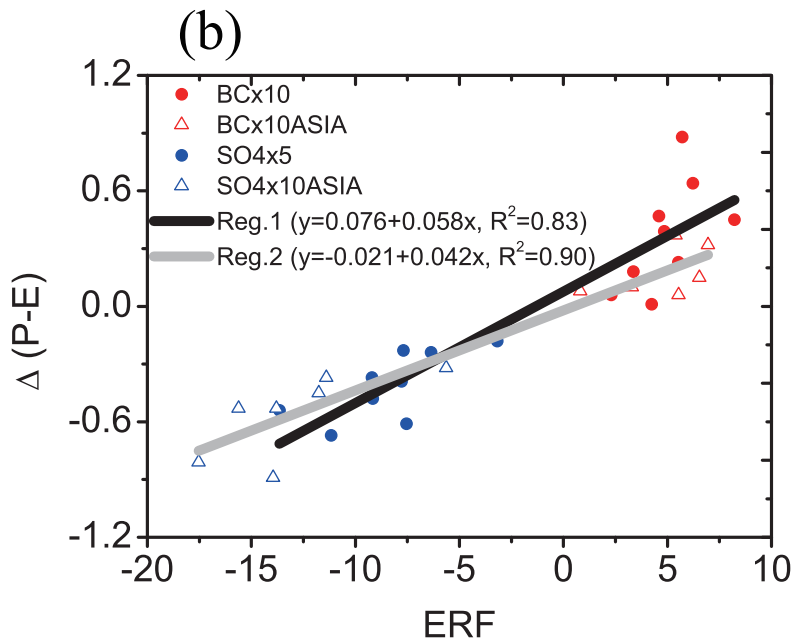 (b)
1.2
0.6
0.0
-0.6
-1.2
Δ (P-E)
BCx10
BCx10ASIA
SO4x5
SO4x10ASIA
Reg.1 (y=0.076+0.058x, R²=0.83)
Reg.2 (y=-0.021+0.042x, R²=0.90)
-20 -15 -10 -5 0 5 10
ERF